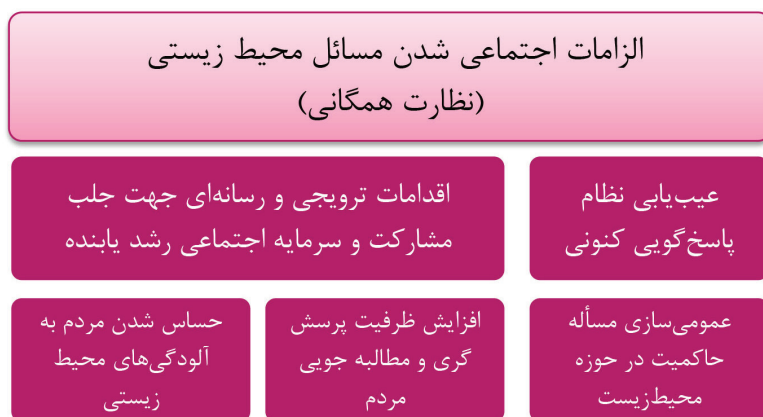 الزامات اجتماعی شدن مسائل محیط زیستی
(نظارت همگانی)
عیب‌یابی نظام
پاسخ‌گویی کنونی
اقدامات ترویجی و رسانه‌ای جهت جلب
مشارکت و سرمایه اجتماعی رشد یابنده
عمومی‌سازی مسأله
حاکمیت در حوزه
محیط‌زیست
افزایش ظرفیت پرسش
گری و مطالبه جویی
مردم
حساس شدن مردم به
آلودگی‌های محیط
زیستی